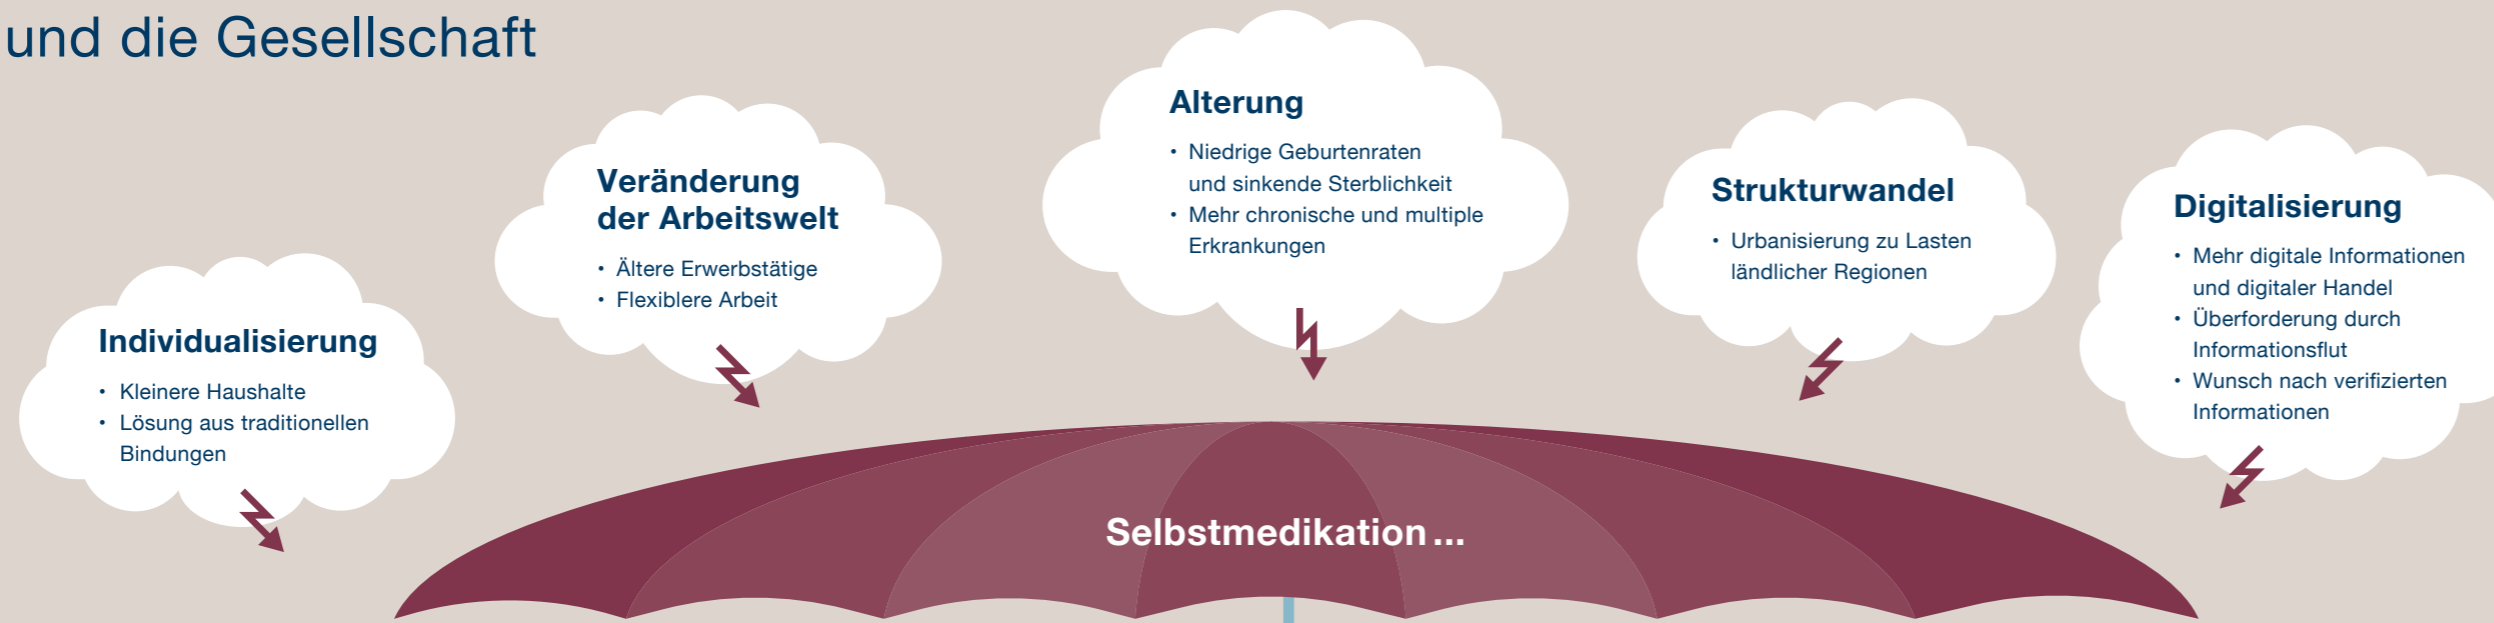 und die Gesellschaft
Individualisierung
• Kleinere Haushalte
• Lösung aus traditionellen
Bindungen
Veränderung
der Arbeitswelt
• Ältere Erwerbstätige
• Flexiblere Arbeit
Alterung
• Niedrige Geburtenraten
und sinkende Sterblichkeit
• Mehr chronische und multiple
Erkrankungen
Strukturwandel
• Urbanisierung zu Lasten
ländlicher Regionen
Digitalisierung
• Mehr digitale Informationen
und digitaler Handel
• Überforderung durch
Informationsflut
• Wunsch nach verifizierten
Informationen
Selbstmedikation ...